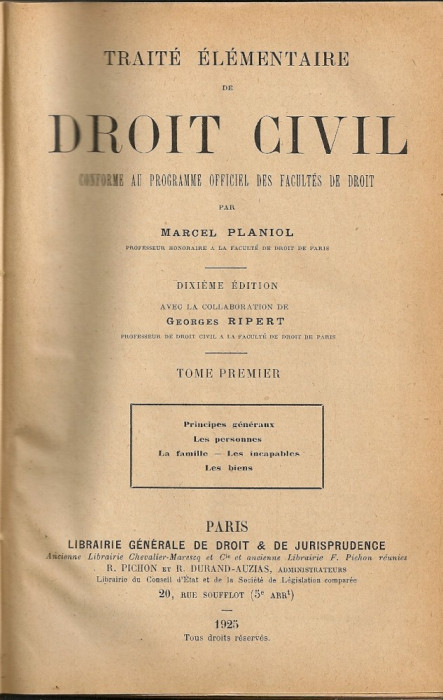 TRAITÉ ÉLÉMENTAIRE
DE
DROIT CIVIL
CONFORME AU PROGRAMME OFFICIEL DES FACULTÉS DE DROIT
PAR
MARCEL PLANIOL
PROFESSEUR HONORAIRE A LA FACULTÉ DE DROIT DE PARIS
DIXIÈME ÉDITION
AVEC LA COLLABORATION DE
GEORGES RIPERT
PROFESSEUR DE DROIT CIVIL A LA FACULTÉ DE DROIT DE PARIS
TOME PREMIER
Principes généraux
Les personnes
La famille — Les incapables
Les biens
PARIS
LIBRAIRIE GÉNÉRALE DE DROIT & DE JURISPRUDENCE
Ancienne Librairie Chevalier-Marescq et Cie et ancienne Librairie F. Pichon réunies
R. PICHON ET R. DURAND-AUZIAS, ADMINISTRATEURS
Librairie du Conseil d'État et de la Société de Législation comparée
20, RUE SOUFFLOT (5e ARRt)
1925
Tous droits réservés.